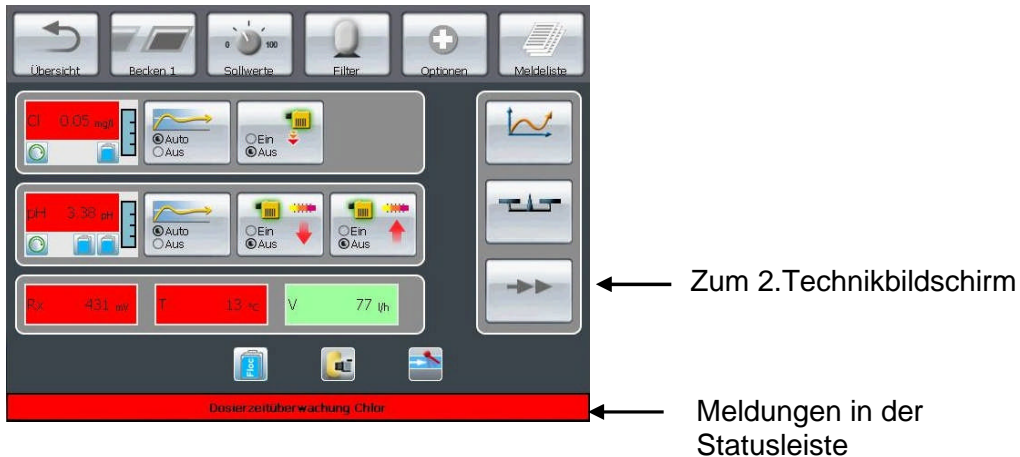 Übersicht
Becken 1
0 100
Sollwerte
Filter
Optionen
Meldeliste
Cl 0.05 mg/l
Auto
Aus
Ein
Aus
pH 3.38 pH
Auto
Aus
Ein
Aus
Ein
Aus
Rx 431 mV
T 13 °C
V 77 l/h
Floc
Dosierzeitüberwachung Chlor
Zum 2.Technikbildschirm
Meldungen in der
Statusleiste